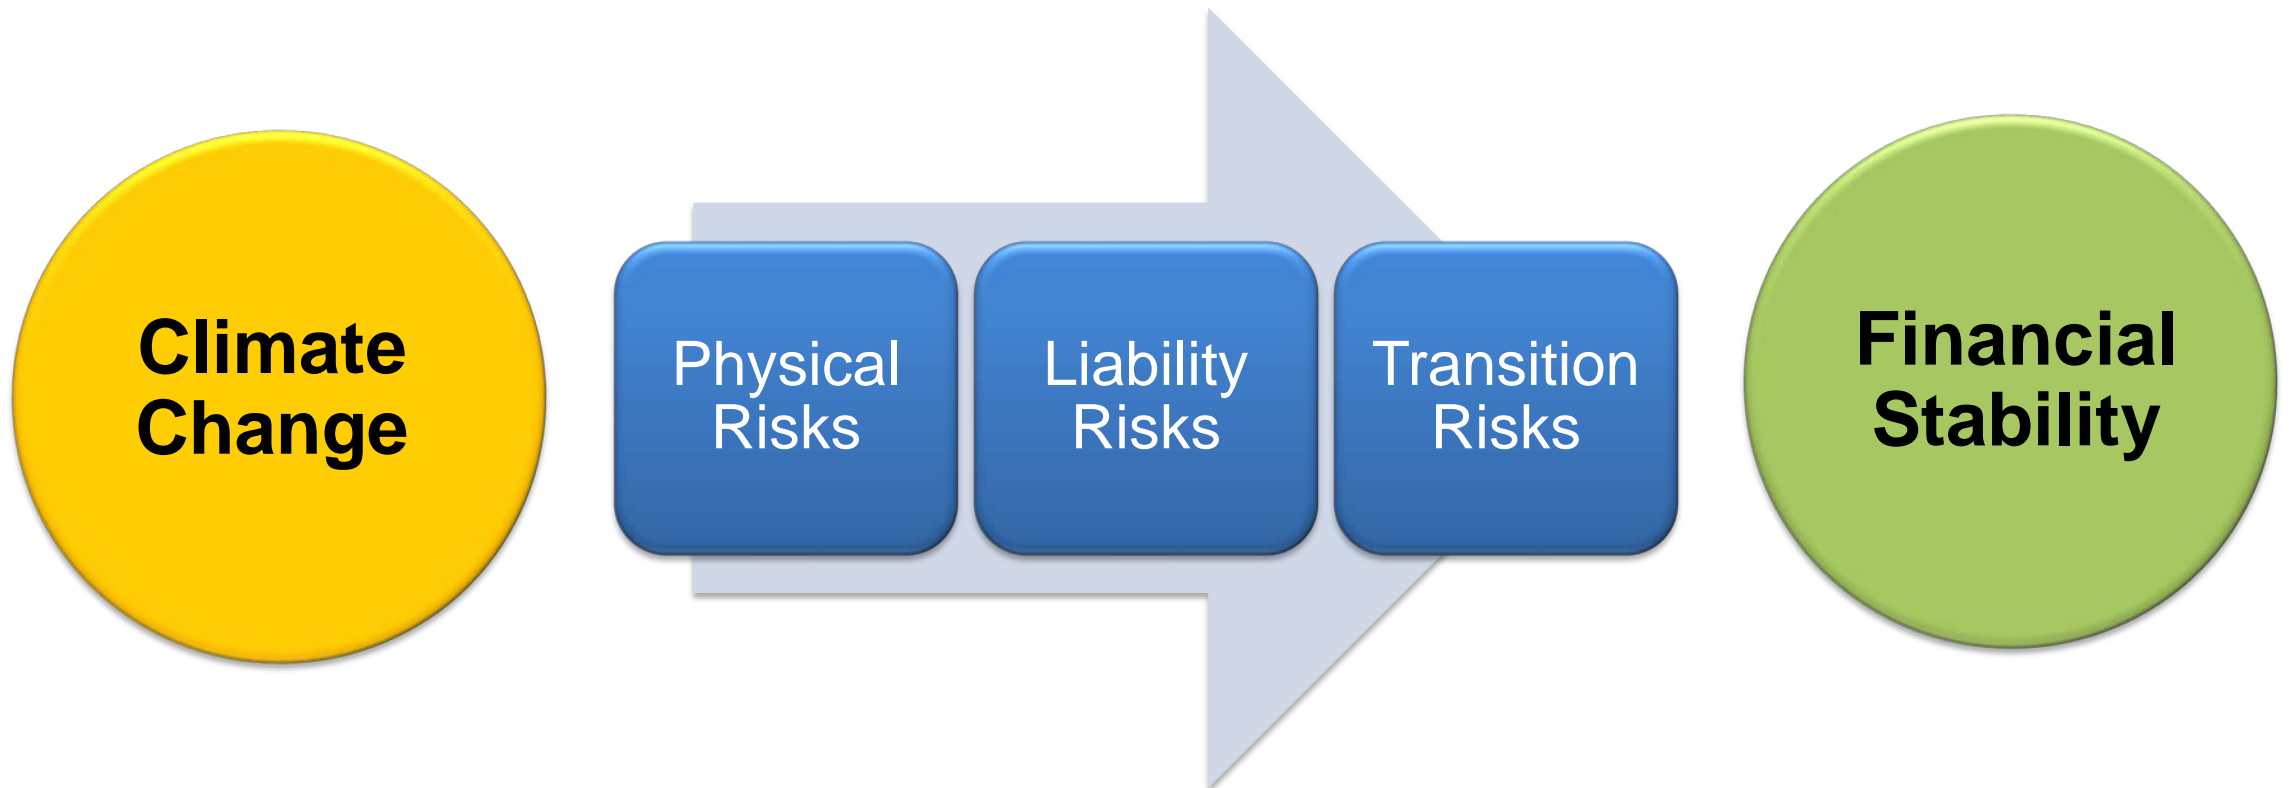 Climate
Change
Physical
Risks
Liability
Risks
Transition
Risks
Financial
Stability